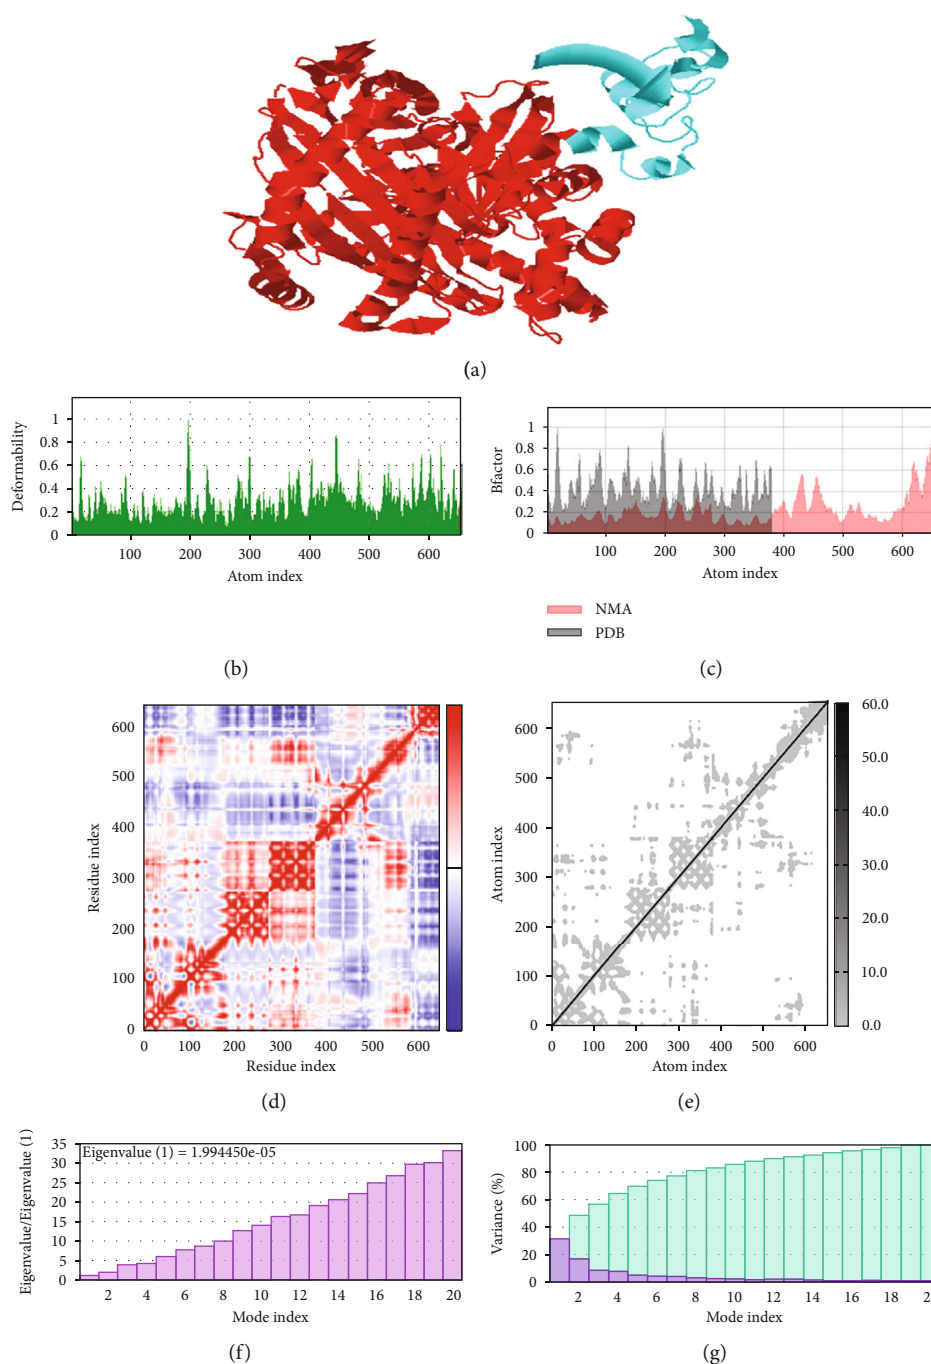 (a)
Deformability
1
0.8
0.6
0.4
0.2
0
100 200 300 400 500 600
Atom index
(b)
Bfactor
1
0.8
0.6
0.4
0.2
0
100 200 300 400 500 600
Atom index
NMA
PDB
(c)
Residue index
600
500
400
300
200
100
0
0 100 200 300 400 500 600
Residue index
(d)
Atom index
600
500
400
300
200
100
0
0 100 200 300 400 500 600
Atom index
60.0
50.0
40.0
30.0
20.0
10.0
0.0
(e)
Eigenvalue/Eigenvalue (1)
Eigenvalue (1) = 1.994450e-05
35
30
25
20
15
10
5
0
2 4 6 8 10 12 14 16 18 20
Mode index
(f)
Variance (%)
100
80
60
40
20
0
2 4 6 8 10 12 14 16 18
Mode index
(g)